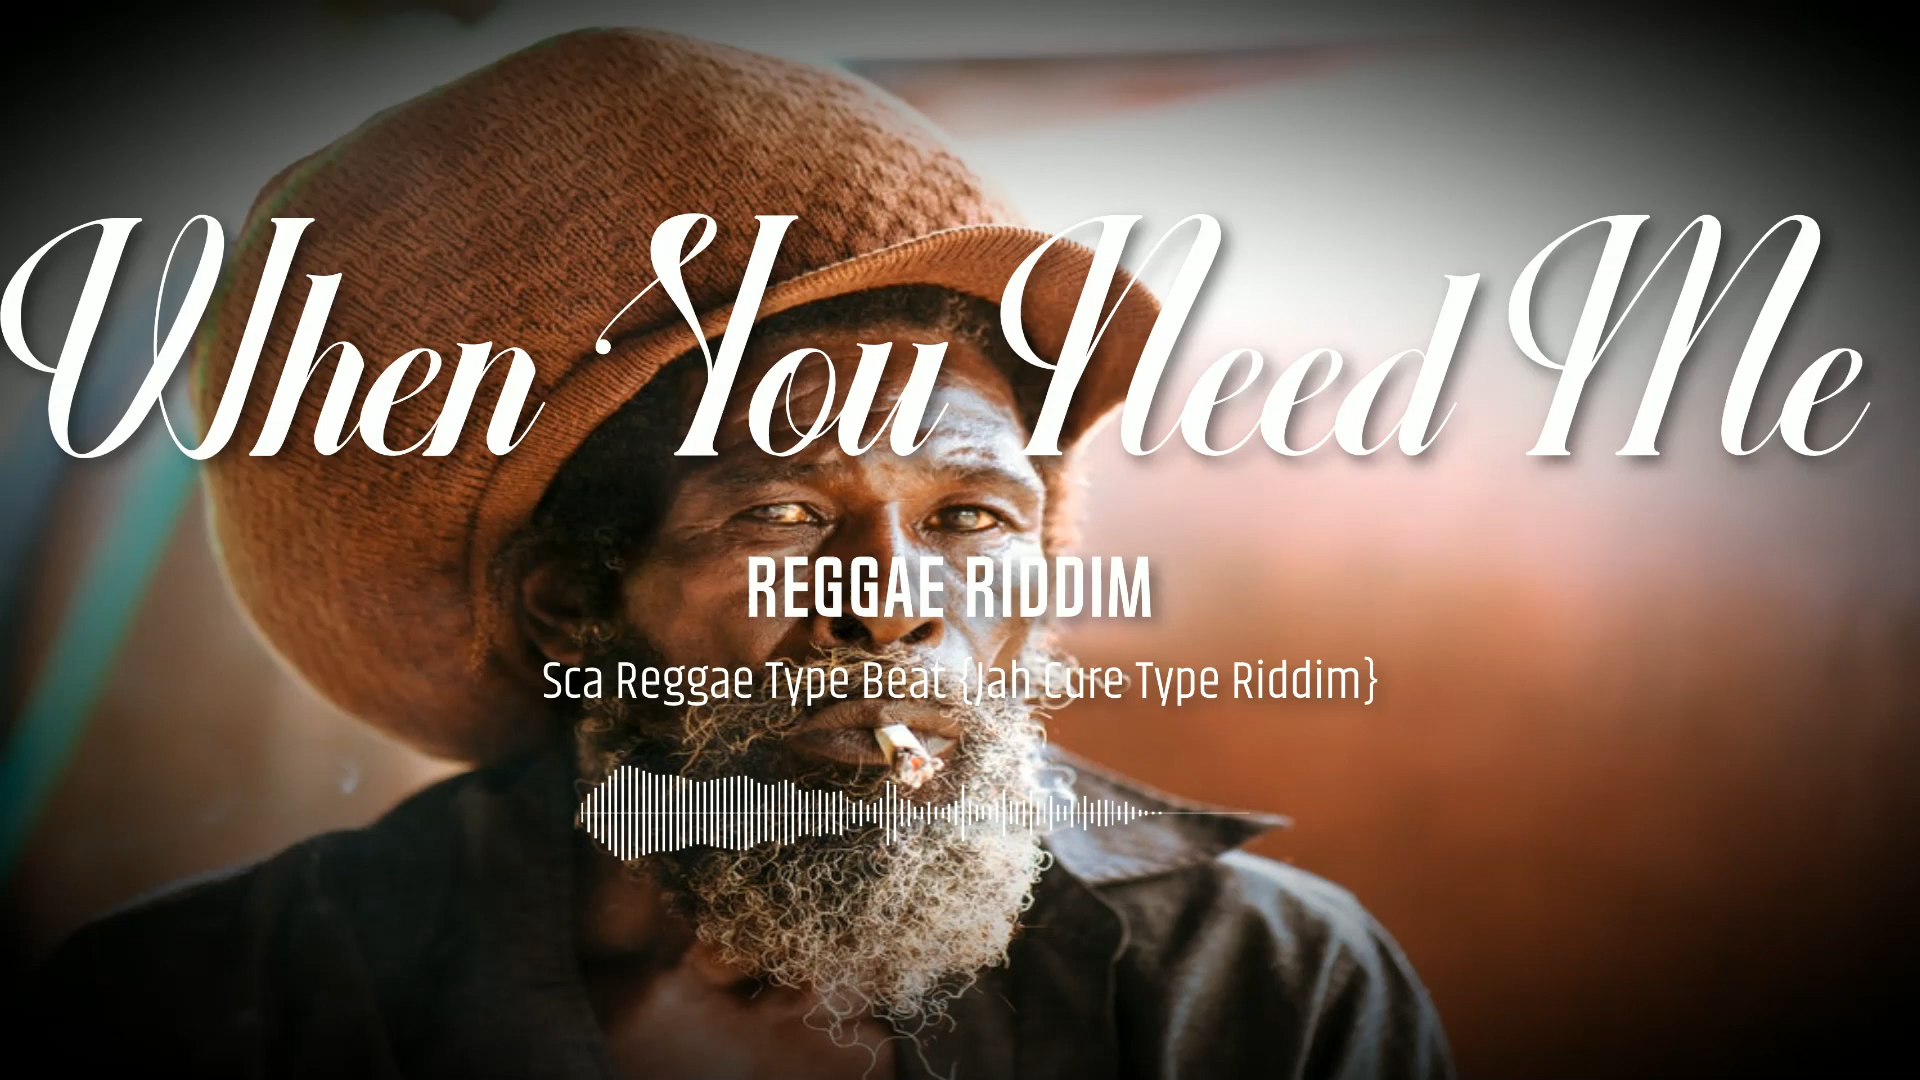 When You Need Me
REGGAE RIDDIM
Sca Reggae Type Beat {Jah Cure Type Riddim}